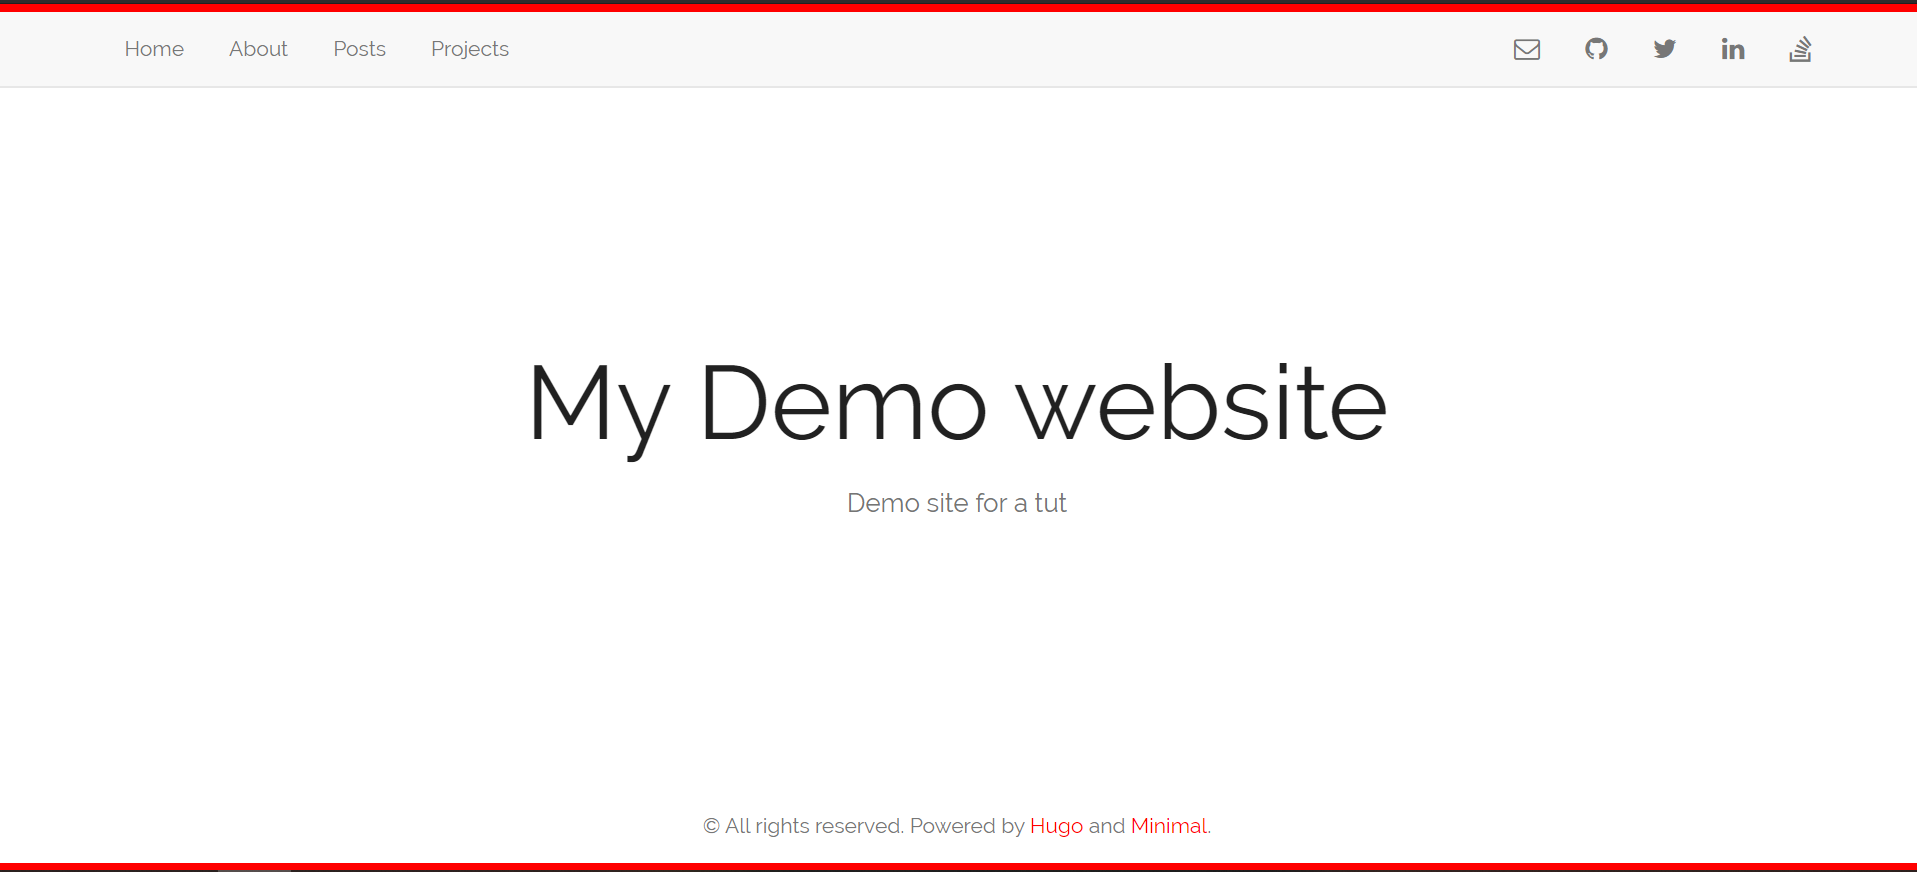 Home About Posts Projects
My Demo website
Demo site for a tut
© All rights reserved. Powered by Hugo and Minimal.